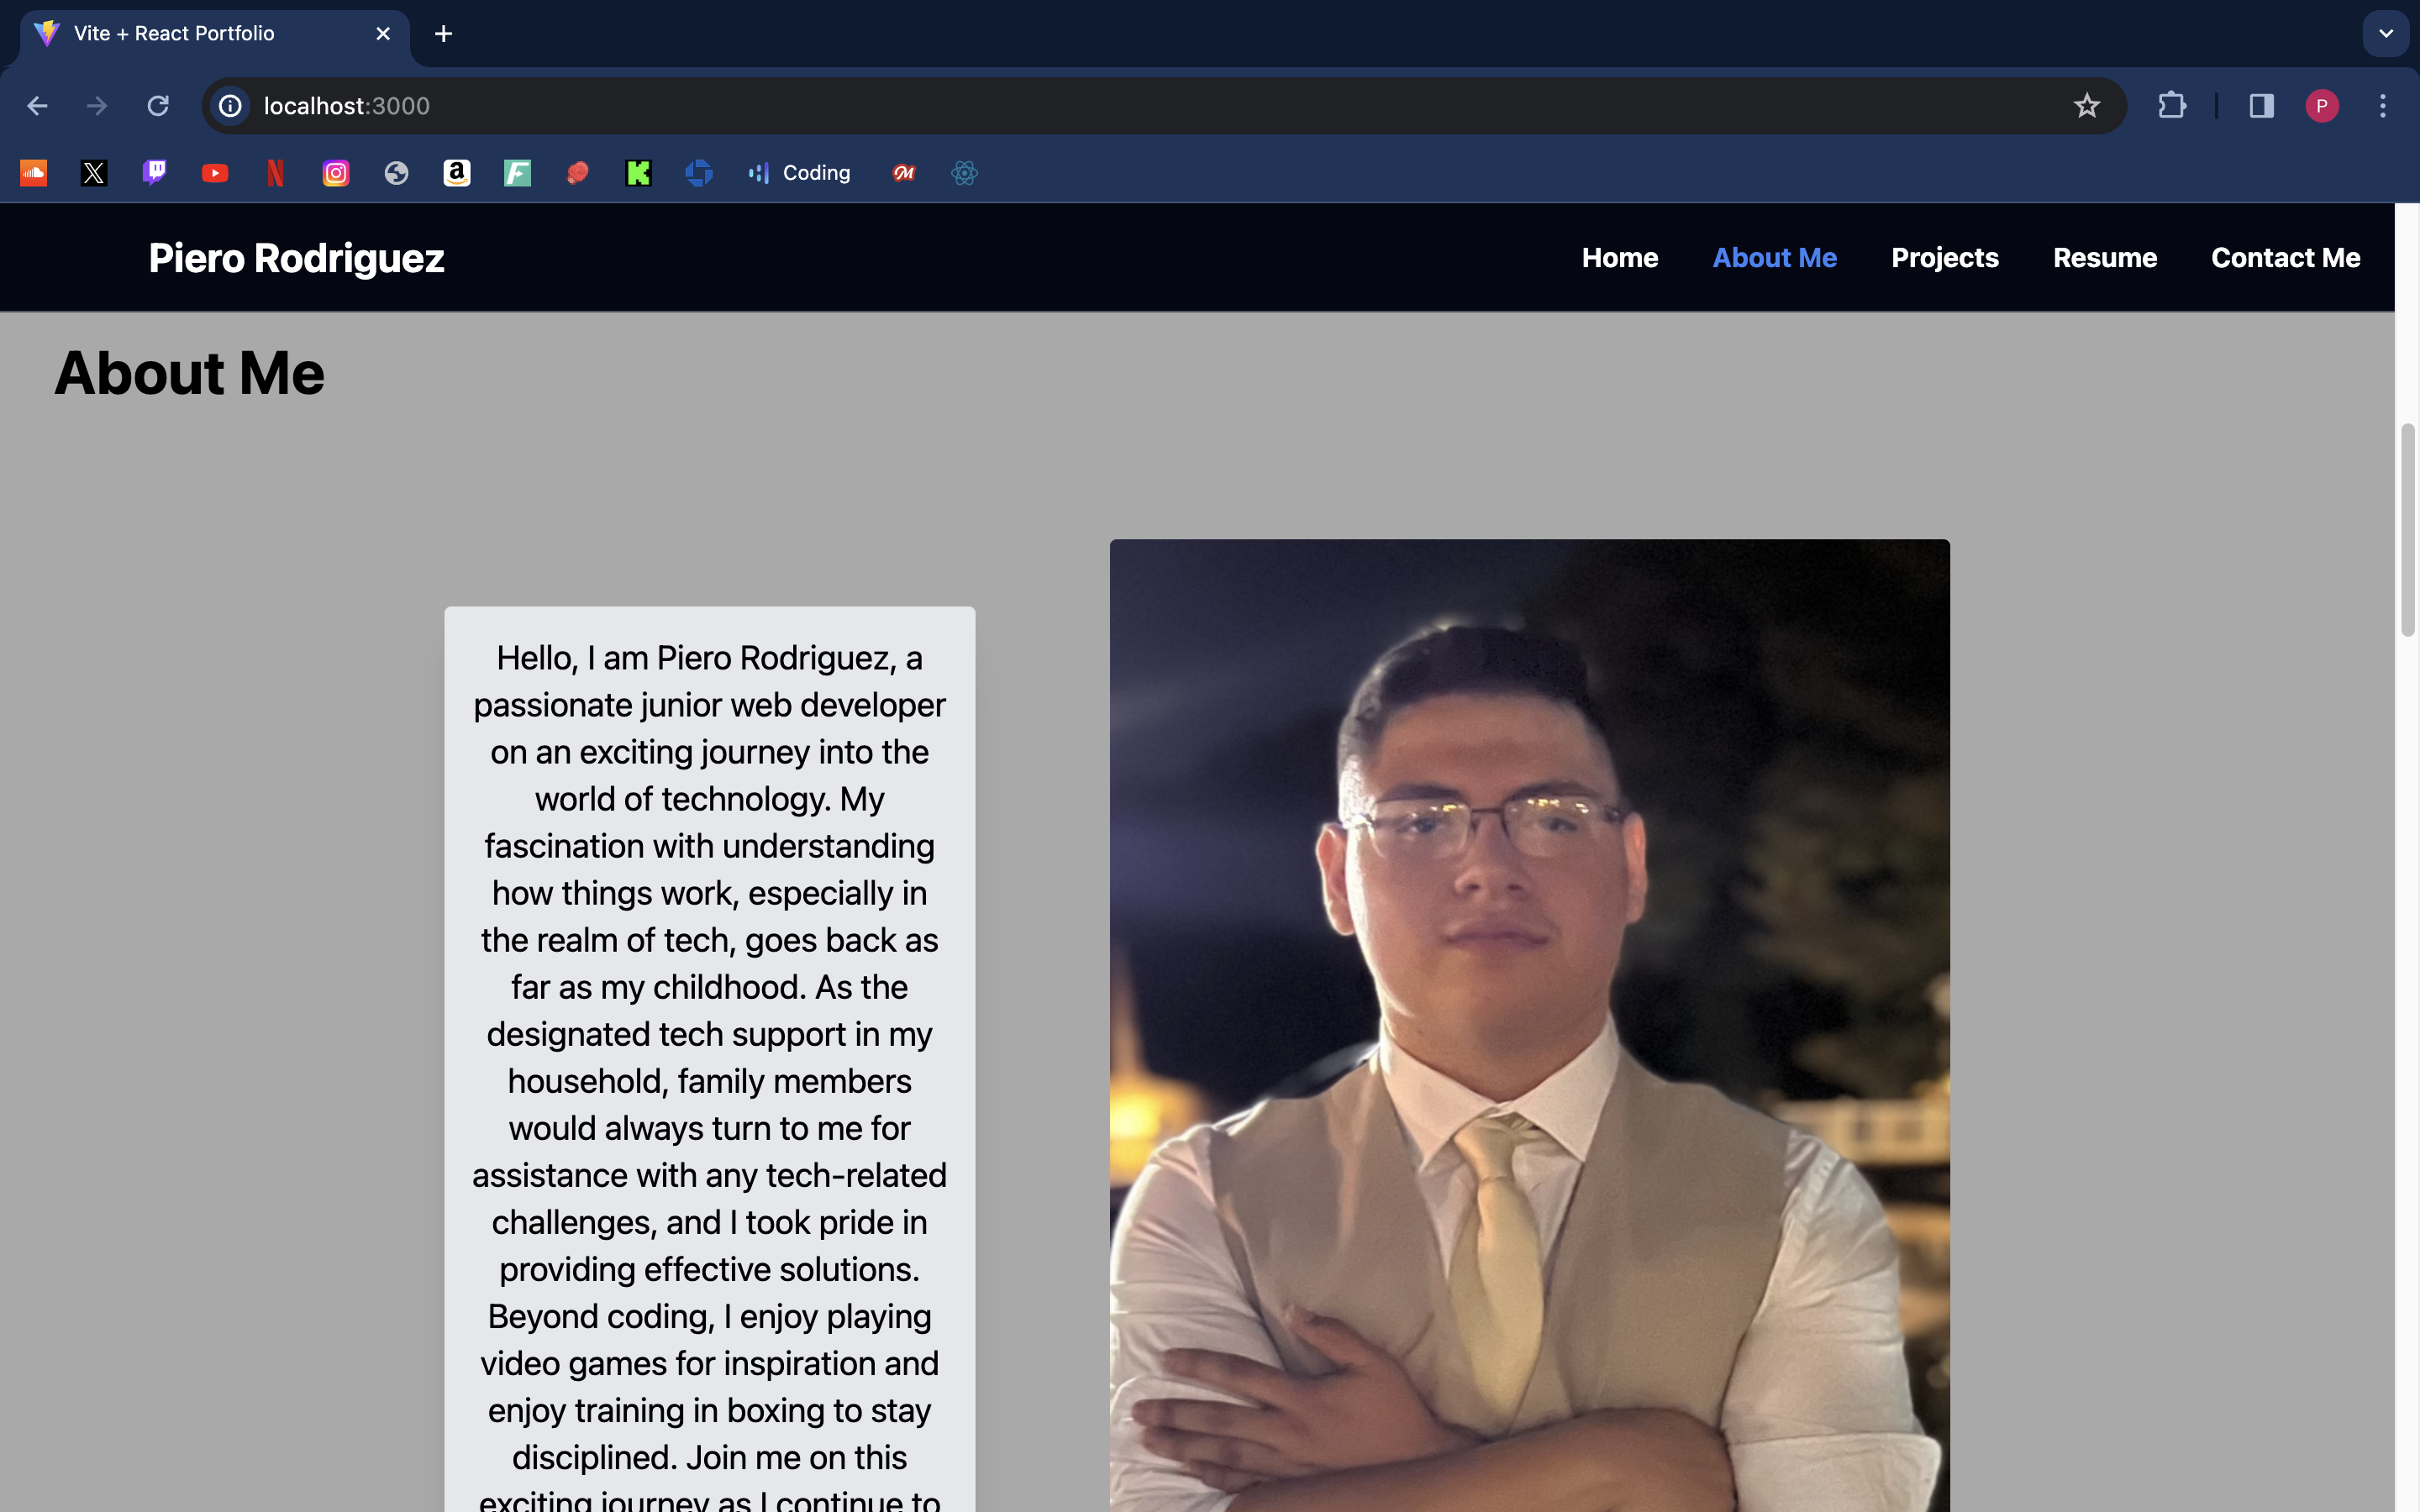 Vite + React Portfolio
localhost:3000
P
Coding
Piero Rodriguez
Home About Me Projects Resume Contact Me
About Me
Hello, I am Piero Rodriguez, a
passionate junior web developer
on an exciting journey into the
world of technology. My
fascination with understanding
how things work, especially in
the realm of tech, goes back as
far as my childhood. As the
designated tech support in my
household, family members
would always turn to me for
assistance with any tech-related
challenges, and I took pride in
providing effective solutions.
Beyond coding, I enjoy playing
video games for inspiration and
enjoy training in boxing to stay
disciplined. Join me on this
exciting journey as I continue to